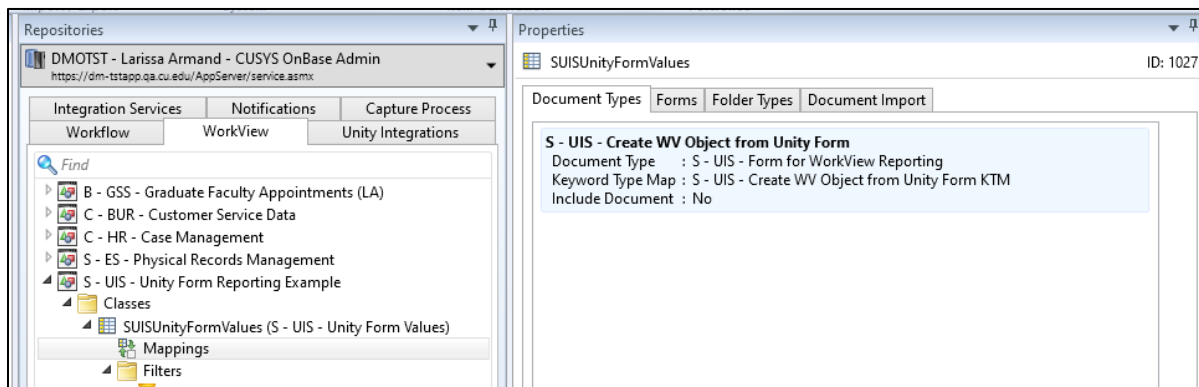 Repositories
DMOTST - Larissa Armand - CUSYS OnBase Admin
https://dm-tstapp.qa.cu.edu/AppServer/service.asmx
Integration Services Notifications Capture Process
Workflow WorkView Unity Integrations
Find
B - GSS - Graduate Faculty Appointments (LA)
C - BUR - Customer Service Data
C - HR - Case Management
S - ES - Physical Records Management
S - UIS - Unity Form Reporting Example
Classes
SUISUnityFormValues (S - UIS - Unity Form Values)
Mappings
Filters
Properties
SUISUnityFormValues ID: 1027
Document Types Forms Folder Types Document Import
S - UIS - Create WV Object from Unity Form
Document Type : S - UIS - Form for WorkView Reporting
Keyword Type Map : S - UIS - Create WV Object from Unity Form KTM
Include Document : No